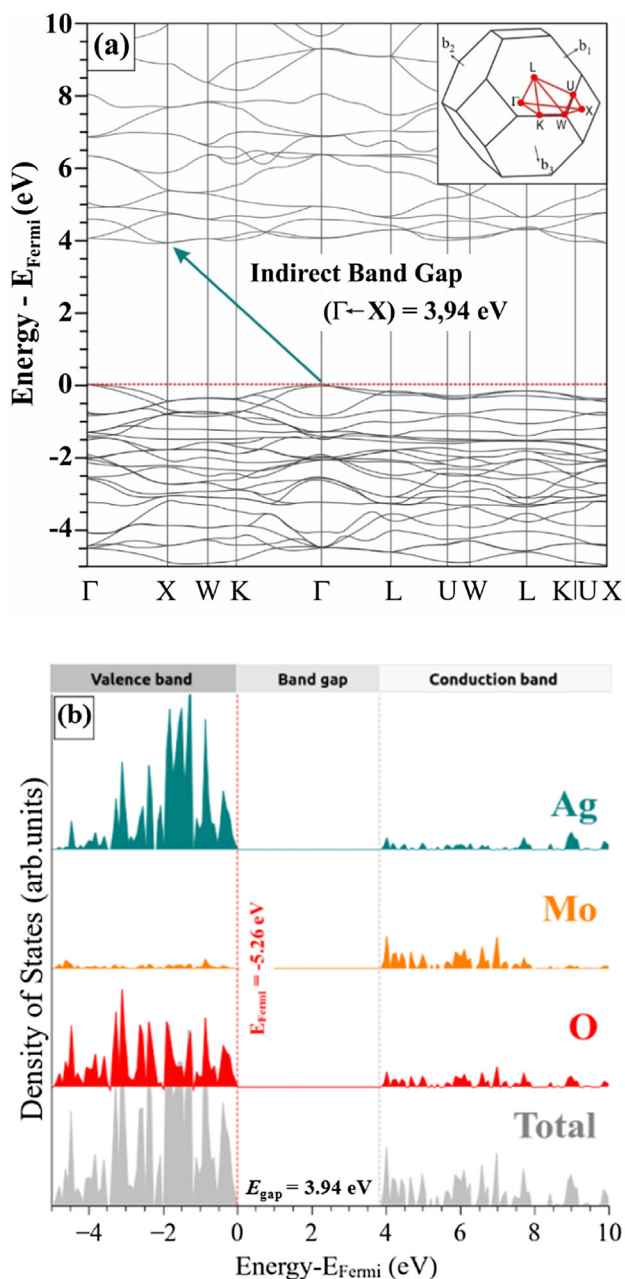 (a)
10
8
6
4
2
0
-2
-4
Energy - E_Fermi (eV)
b₂
b₁
L
U
Γ
X
K
W
b₃
Indirect Band Gap
(Γ←X) = 3,94 eV
Γ X W K Γ L U W L K|U X
Valence band Band gap Conduction band
(b)
Ag
Mo
O
Total
E_Fermi = -5.26 eV
E_gap = 3.94 eV
Density of States (arb.units)
−4 −2 0 2 4 6 8 10
Energy-E_Fermi (eV)